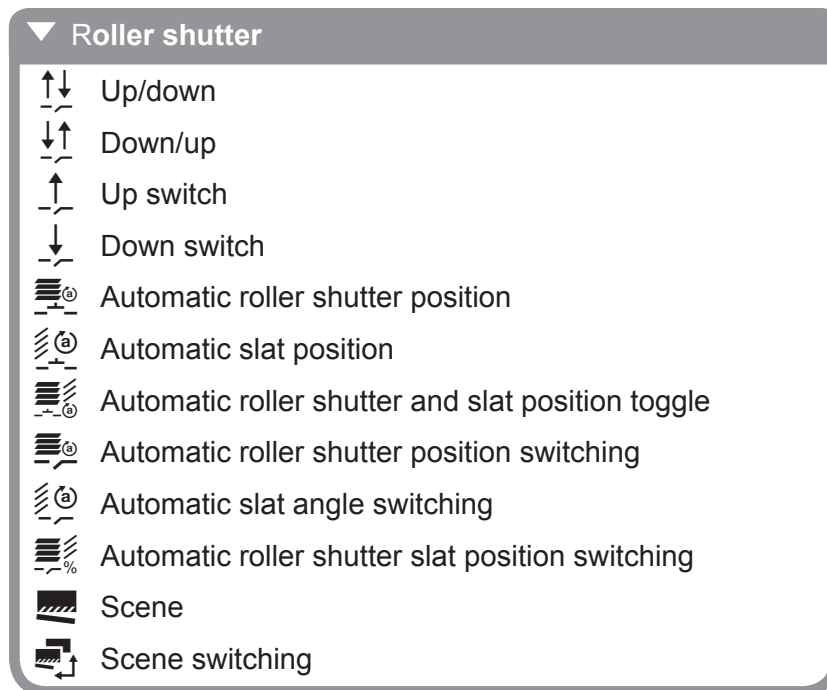 Roller shutter
Up/down
Down/up
Up switch
Down switch
Automatic roller shutter position
Automatic slat position
Automatic roller shutter and slat position toggle
Automatic roller shutter position switching
Automatic slat angle switching
% Automatic roller shutter slat position switching
Scene
Scene switching